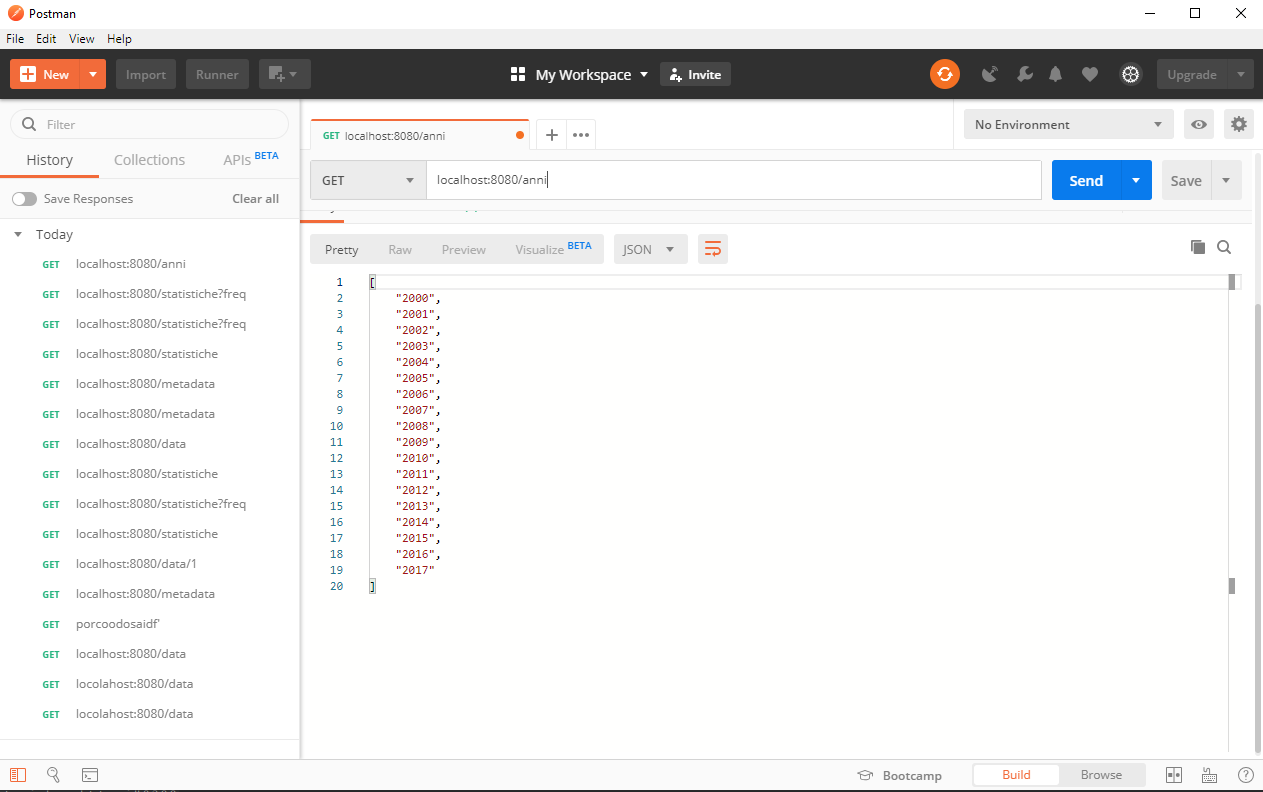 Postman
File Edit View Help
New Import Runner My Workspace Invite Upgrade
Filter
History Collections APIs BETA
Save Responses Clear all
Today
GET localhost:8080/anni
GET localhost:8080/statistiche?freq
GET localhost:8080/statistiche?freq
GET localhost:8080/statistiche
GET localhost:8080/metadata
GET localhost:8080/metadata
GET localhost:8080/data
GET localhost:8080/statistiche
GET localhost:8080/statistiche?freq
GET localhost:8080/statistiche
GET localhost:8080/data/1
GET localhost:8080/metadata
GET porcoodosaidf'
GET localhost:8080/data
GET locolahost:8080/data
GET locolahost:8080/data
GET localhost:8080/anni
No Environment
GET localhost:8080/anni Send Save
Pretty Raw Preview Visualize BETA JSON
1 [
2 "2000",
3 "2001",
4 "2002",
5 "2003",
6 "2004",
7 "2005",
8 "2006",
9 "2007",
10 "2008",
11 "2009",
12 "2010",
13 "2011",
14 "2012",
15 "2013",
16 "2014",
17 "2015",
18 "2016",
19 "2017"
20 ]
Bootcamp Build Browse